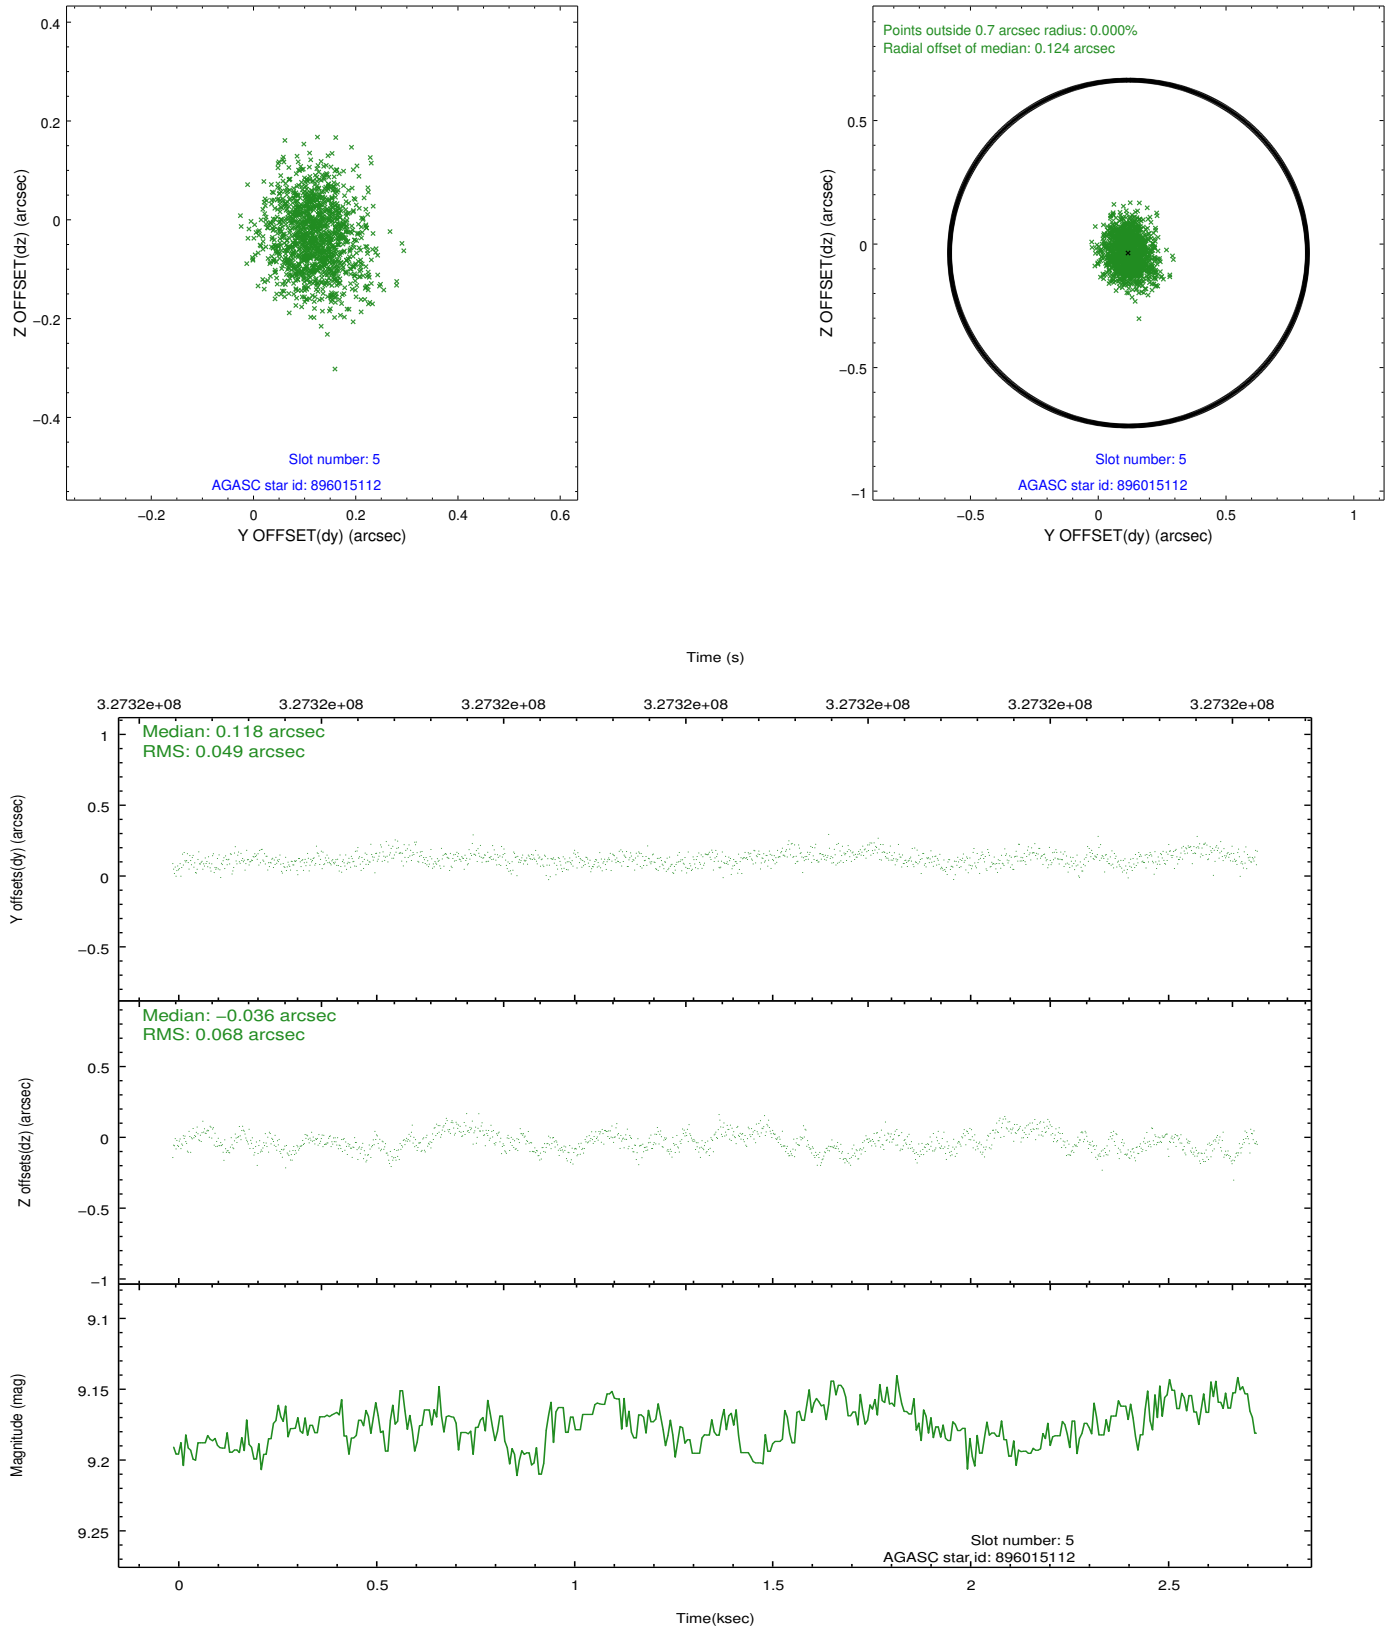 0.4
0.2
0
−0.2
−0.4
Z OFFSET(dz) (arcsec)
Slot number: 5
AGASC star id: 896015112
−0.2 0 0.2 0.4 0.6
Y OFFSET(dy) (arcsec)
Points outside 0.7 arcsec radius: 0.000%
Radial offset of median: 0.124 arcsec
0.5
0
−0.5
−1
Z OFFSET(dz) (arcsec)
Slot number: 5
AGASC star id: 896015112
−0.5 0 0.5 1
Y OFFSET(dy) (arcsec)
Time (s)
3.2732e+08 3.2732e+08 3.2732e+08 3.2732e+08 3.2732e+08 3.2732e+08 3.2732e+08
Median: 0.118 arcsec
RMS: 0.049 arcsec
1
0.5
0
−0.5
Y offsets(dy) (arcsec)
Median: −0.036 arcsec
RMS: 0.068 arcsec
0.5
0
−0.5
−1
Z offsets(dz) (arcsec)
9.1
9.15
9.2
9.25
Magnitude (mag)
Slot number: 5
AGASC star id: 896015112
0 0.5 1 1.5 2 2.5
Time(ksec)